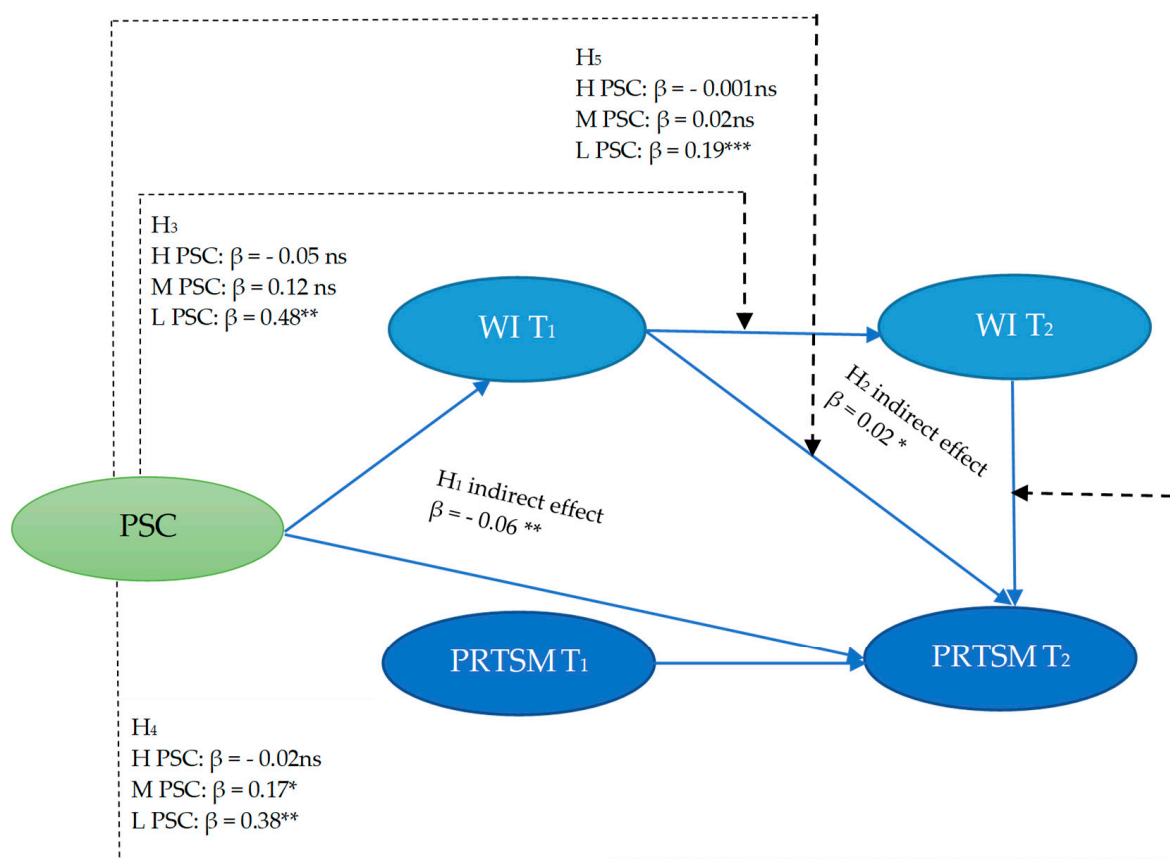 H₅
H PSC: β = - 0.001ns
M PSC: β = 0.02ns
L PSC: β = 0.19***
H₃
H PSC: β = - 0.05 ns
M PSC: β = 0.12 ns
L PSC: β = 0.48**
WI T₁
WI T₂
H₂ indirect effect
β = 0.02 *
H₁ indirect effect
β = - 0.06 **
PSC
PRTSM T₁
PRTSM T₂
H₄
H PSC: β = - 0.02ns
M PSC: β = 0.17*
L PSC: β = 0.38**